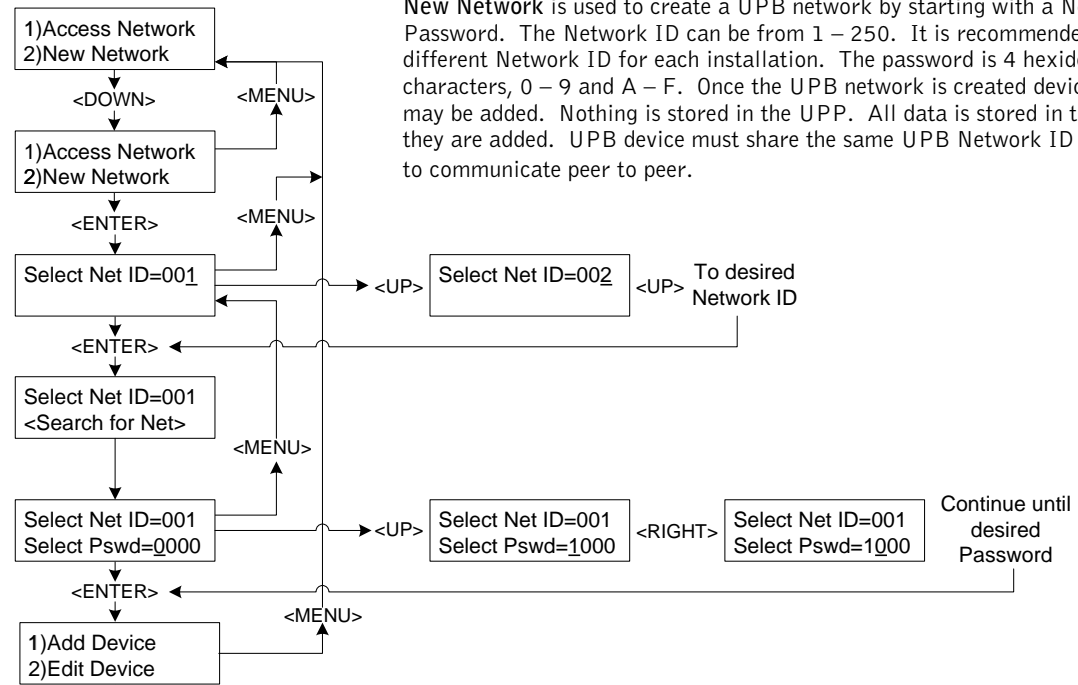 New Network is used to create a UPB network by starting with a
Password. The Network ID can be from 1 – 250. It is
different Network ID for each installation. The password is 4
characters, 0 – 9 and A – F. Once the UPB network is created
may be added. Nothing is stored in the UPP. All data is stored in
they are added. UPB device must share the same UPB Network ID
to communicate peer to peer.
1)Access Network
2)New Network
<DOWN>
<MENU>
1)Access Network
2)New Network
<ENTER>
<MENU>
Select Net ID=001
<UP>
Select Net ID=002
<UP>
To desired
Network ID
<ENTER>
Select Net ID=001
<Search for Net>
<MENU>
Select Net ID=001
Select Pswd=0000
<UP>
Select Net ID=001
Select Pswd=1000
<RIGHT>
Select Net ID=001
Select Pswd=1000
Continue until
desired
Password
<ENTER>
<MENU>
1)Add Device
2)Edit Device